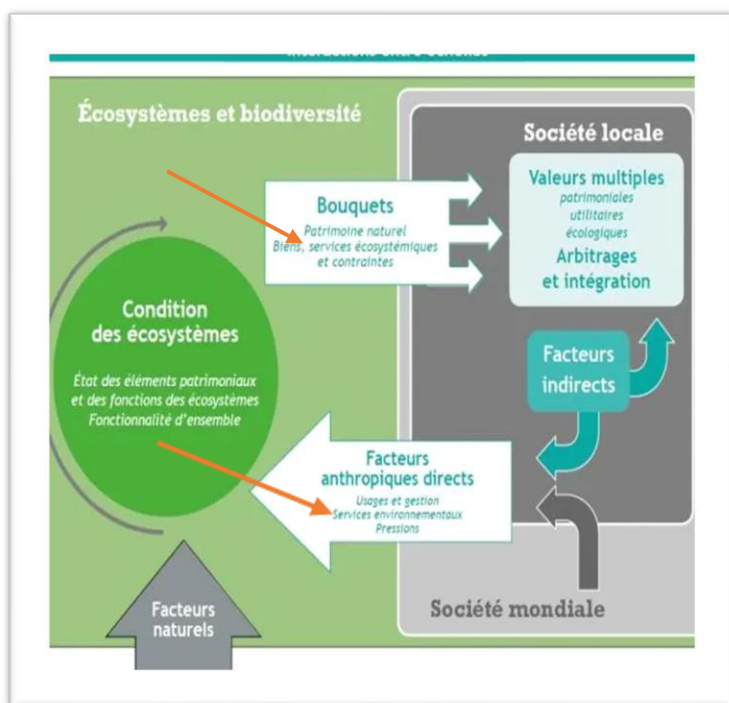 Écosystèmes et biodiversité
Société locale
Valeurs multiples
patrimoniales
utilitaires
écologiques
Arbitrages
et intégration
Bouquets
Patrimoine naturel
Biens, services écosystémiques
et contraintes
Condition
des écosystèmes
État des éléments patrimoniaux
et des fonctions des écosystèmes
Fonctionnalité d'ensemble
Facteurs
indirects
Facteurs
anthropiques directs
Usages et gestion
Services environnementaux
Pressions
Facteurs
naturels
Société mondiale